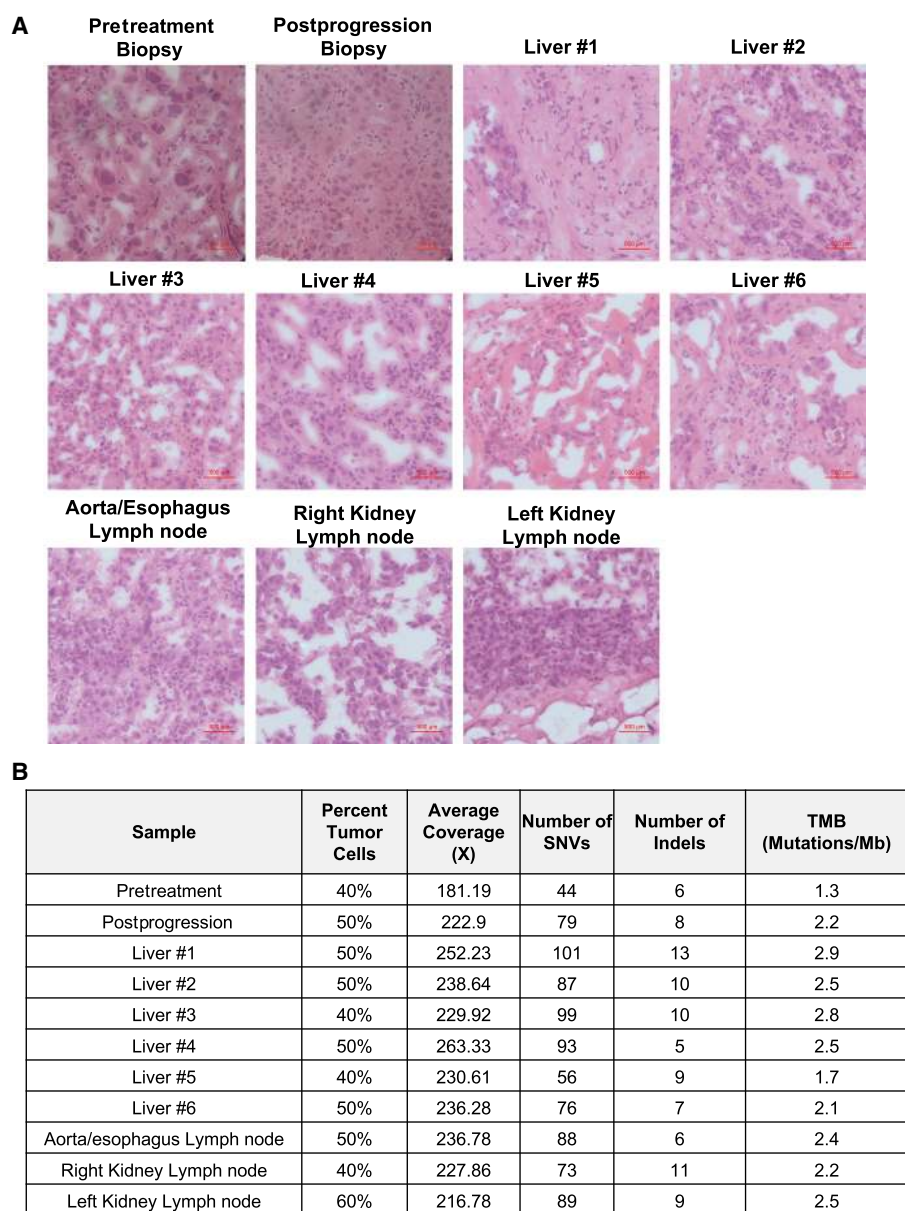 A
Pretreatment
Biopsy
Postprogression
Biopsy
Liver #1
Liver #2
Liver #3
Liver #4
Liver #5
Liver #6
Aorta/Esophagus
Lymph node
Right Kidney
Lymph node
Left Kidney
Lymph node
B
Sample Percent Tumor Cells Average Coverage (X) Number of SNVs Number of Indels TMB (Mutations/Mb)
Pretreatment 40% 181.19 44 6 1.3
Postprogression 50% 222.9 79 8 2.2
Liver #1 50% 252.23 101 13 2.9
Liver #2 50% 238.64 87 10 2.5
Liver #3 40% 229.92 99 10 2.8
Liver #4 50% 263.33 93 5 2.5
Liver #5 40% 230.61 56 9 1.7
Liver #6 50% 236.28 76 7 2.1
Aorta/esophagus Lymph node 50% 236.78 88 6 2.4
Right Kidney Lymph node 40% 227.86 73 11 2.2
Left Kidney Lymph node 60% 216.78 89 9 2.5